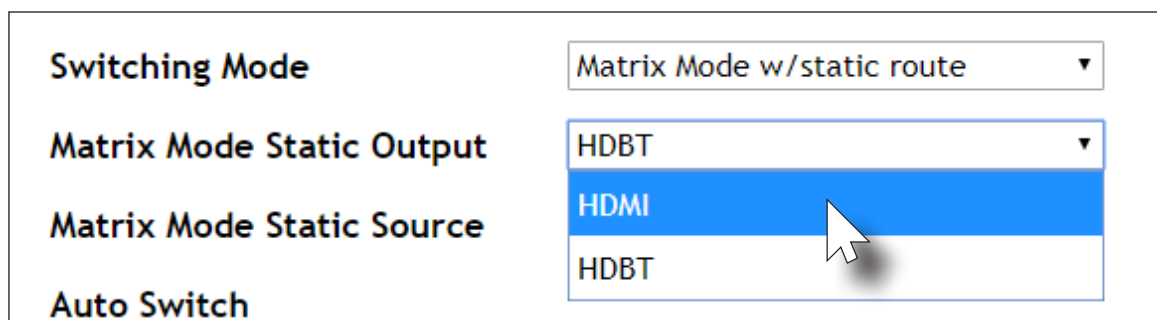 Switching Mode Matrix Mode w/static route
Matrix Mode Static Output HDBT
HDMI
Matrix Mode Static Source
HDBT
Auto Switch